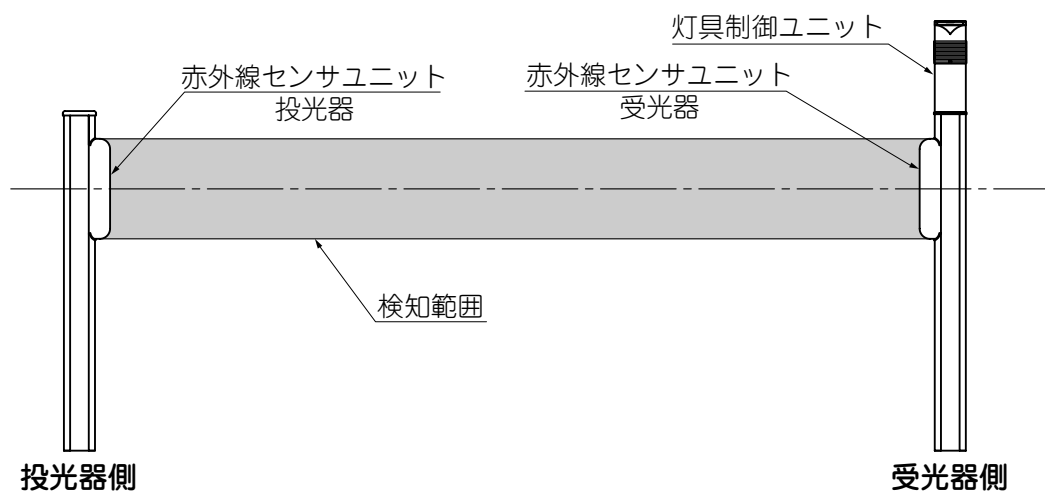 灯具制御ユニット
赤外線センサユニット
投光器
赤外線センサユニット
受光器
検知範囲
投光器側
受光器側